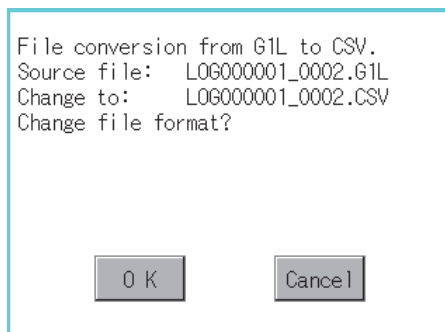 File conversion from G1L to CSV.
Source file: LOG000001_0002.G1L
Change to: LOG000001_0002.CSV
Change file format?
OK Cancel